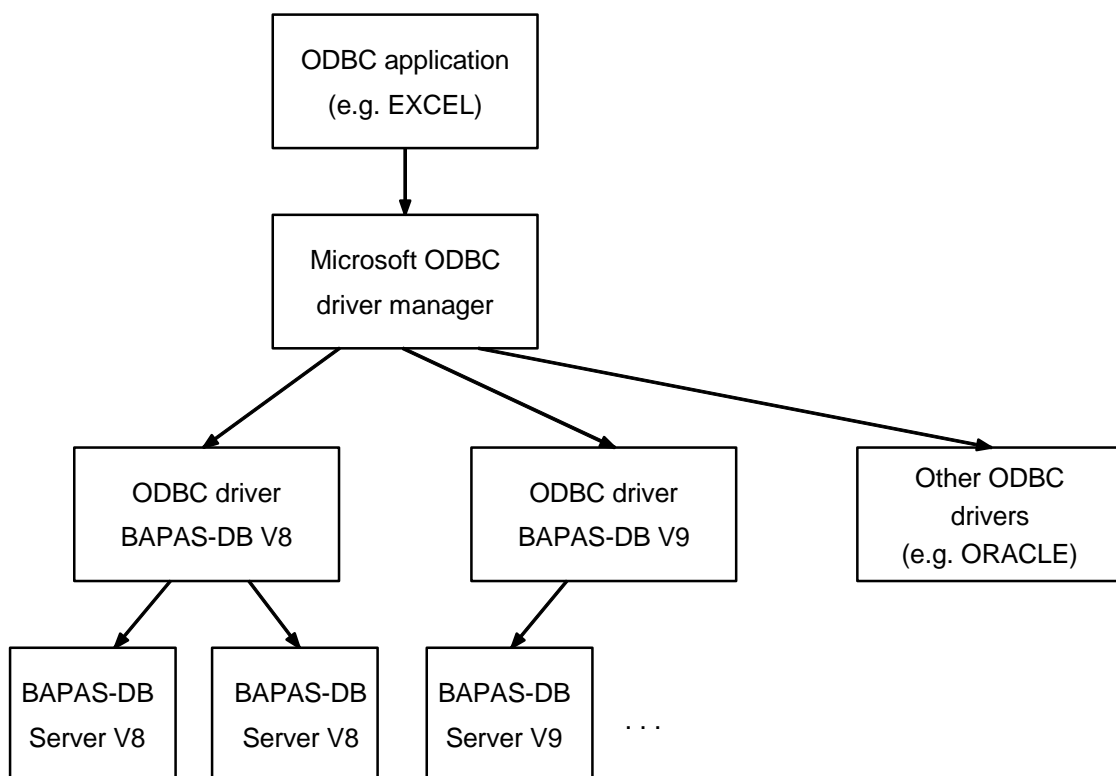 ODBC application
(e.g. EXCEL)
Microsoft ODBC
driver manager
ODBC driver
BAPAS-DB V8
ODBC driver
BAPAS-DB V9
Other ODBC
drivers
(e.g. ORACLE)
BAPAS-DB
Server V8
BAPAS-DB
Server V8
BAPAS-DB
Server V9
. . .